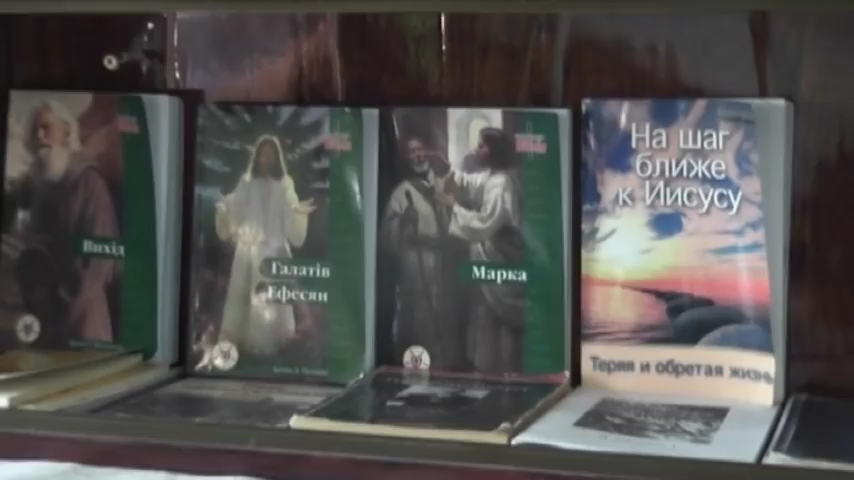 Вихід
Галатів
Ефесян
Марка
На шаг
ближе
к Иисусу
Теряя и обретая жизнь